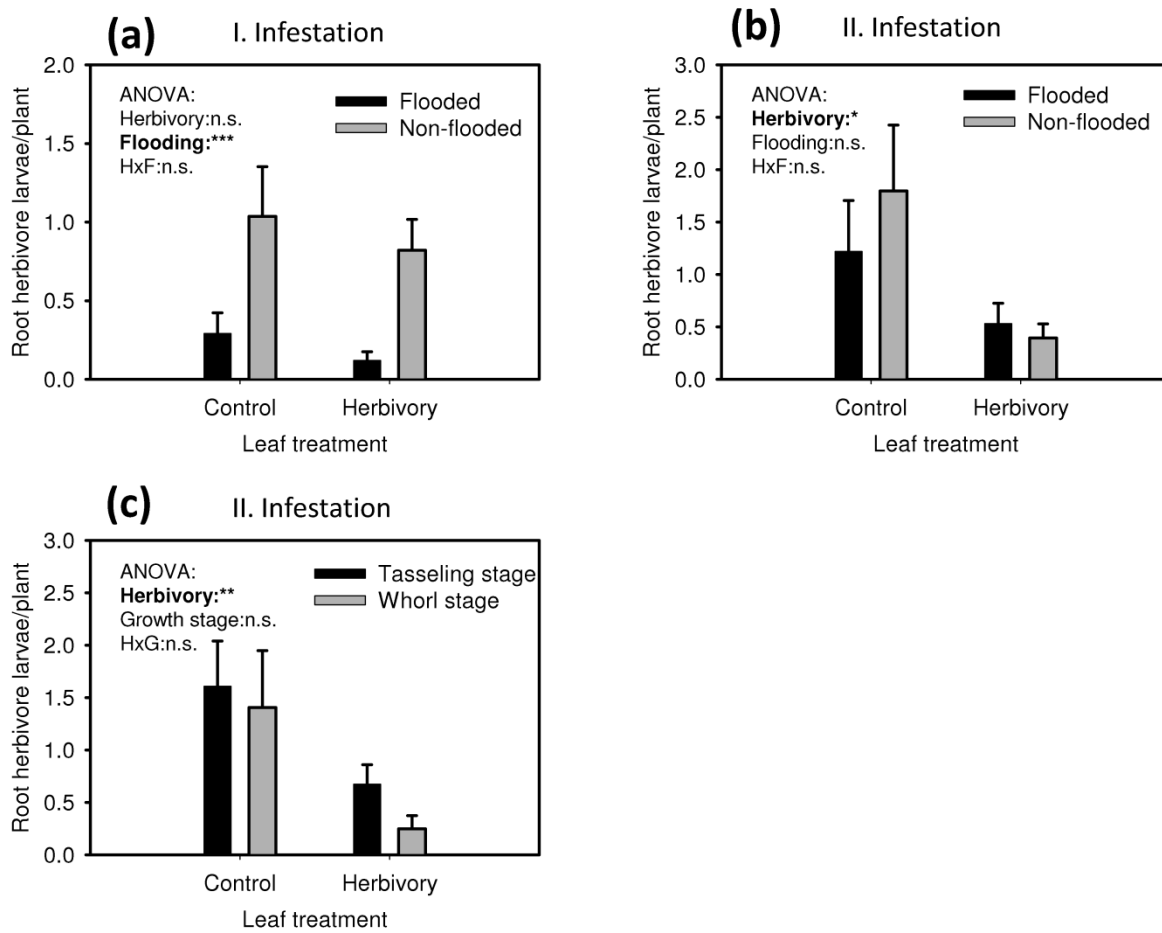 (a) I. Infestation
Root herbivore larvae/plant
2.0
1.5
1.0
0.5
0.0
ANOVA:
Herbivory:n.s.
Flooding:***
HxF:n.s.
Flooded
Non-flooded
Control Herbivory
Leaf treatment
(b) II. Infestation
Root herbivore larvae/plant
3.0
2.5
2.0
1.5
1.0
0.5
0.0
ANOVA:
Herbivory:*
Flooding:n.s.
HxF:n.s.
Flooded
Non-flooded
Control Herbivory
Leaf treatment
(c) II. Infestation
Root herbivore larvae/plant
3.0
2.5
2.0
1.5
1.0
0.5
0.0
ANOVA:
Herbivory:**
Growth stage:n.s.
HxG:n.s.
Tasseling stage
Whorl stage
Control Herbivory
Leaf treatment